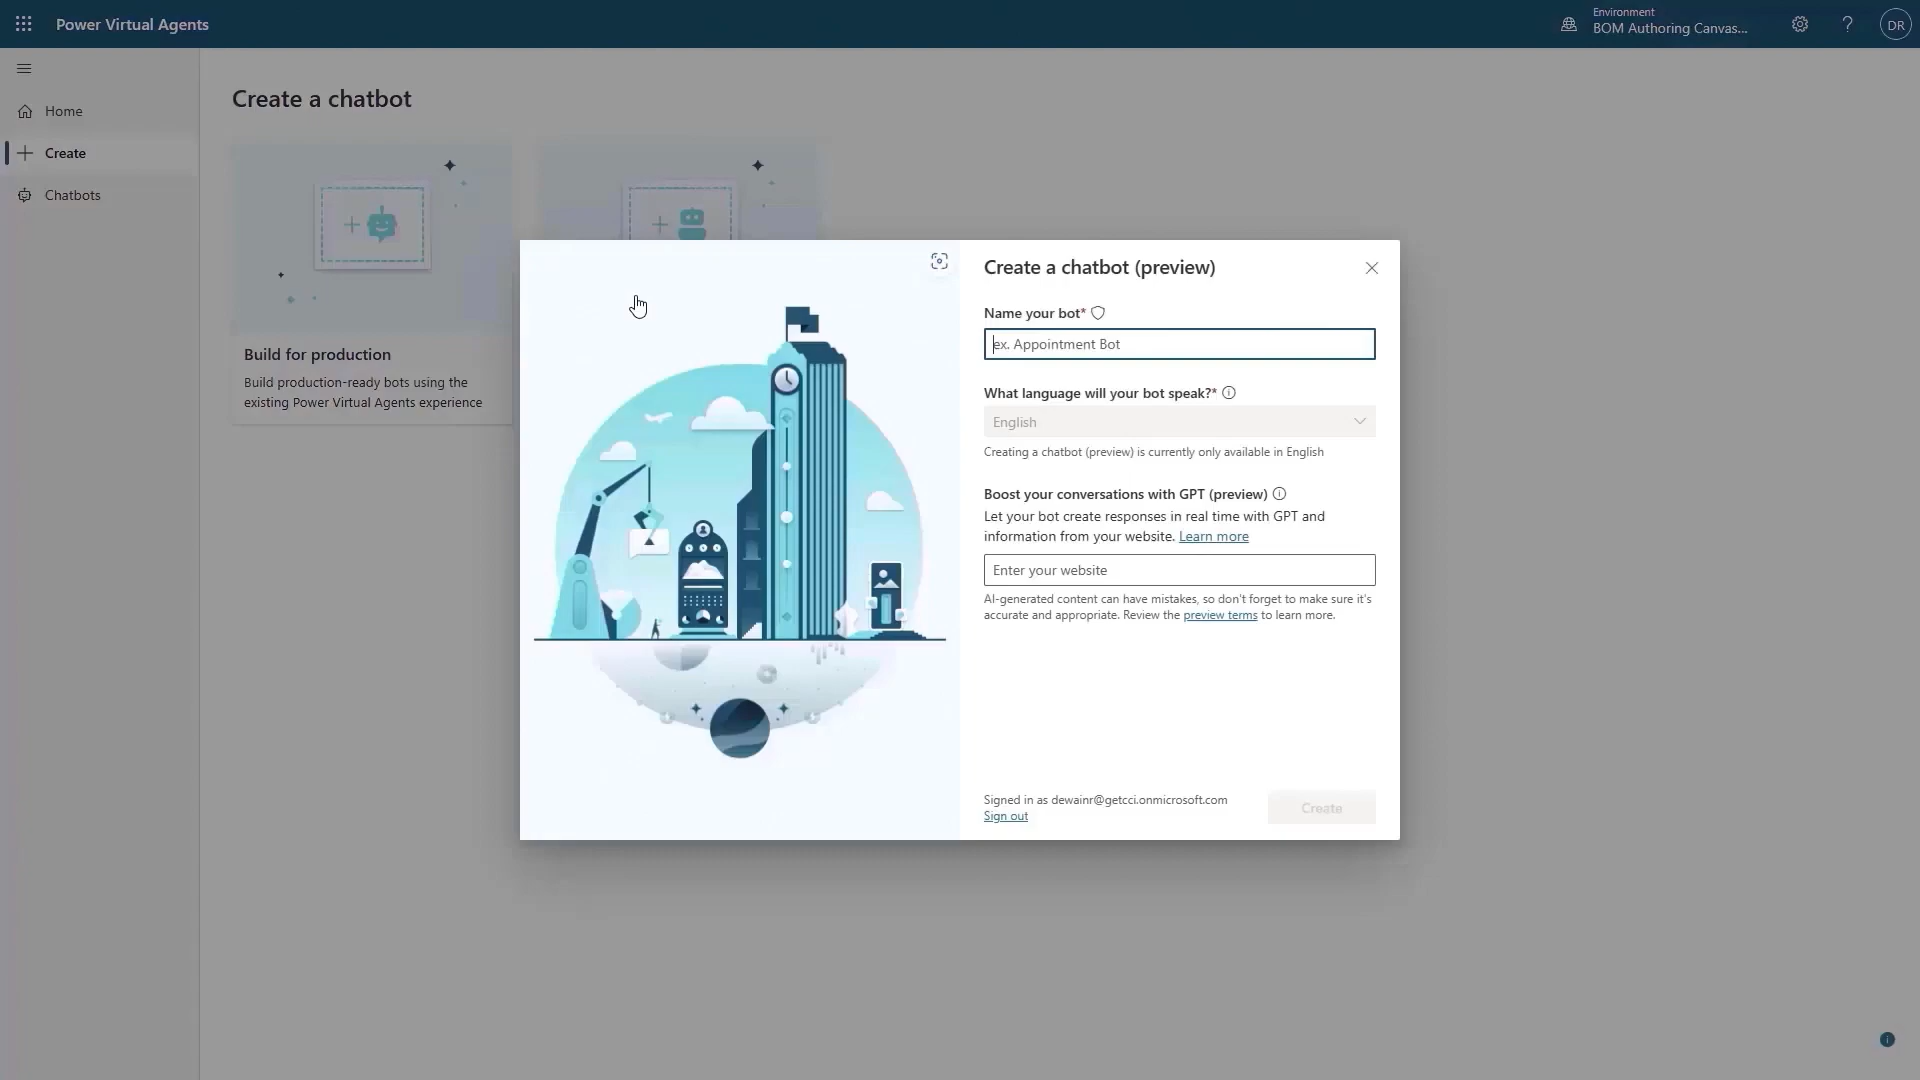 Power Virtual Agents
Environment
BOM Authoring Canvas...
DR
Home
Create
Chatbots
Create a chatbot
Build for production
Build production-ready bots using the
existing Power Virtual Agents experience
Create a chatbot (preview)
Name your bot*
ex. Appointment Bot
What language will your bot speak?*
English
Creating a chatbot (preview) is currently only available in English
Boost your conversations with GPT (preview)
Let your bot create responses in real time with GPT and
information from your website. Learn more
Enter your website
AI-generated content can have mistakes, so don't forget to make sure it's
accurate and appropriate. Review the preview terms to learn more.
Signed in as dewainr@getcci.onmicrosoft.com
Sign out
Create